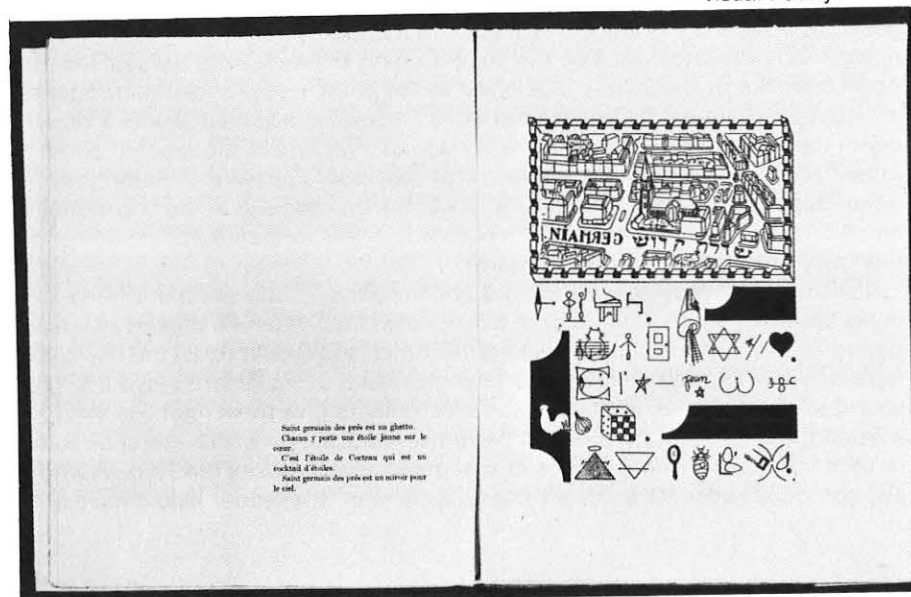 Saint germain des prés est un ghetto.
Chacun y porte une étoile jaune sur le
cœur.
C'est l'étoile de Cocteau qui est un
cocktail d'étoiles.
Saint germain des prés est un miroir pour
le ciel.
GERMAIN